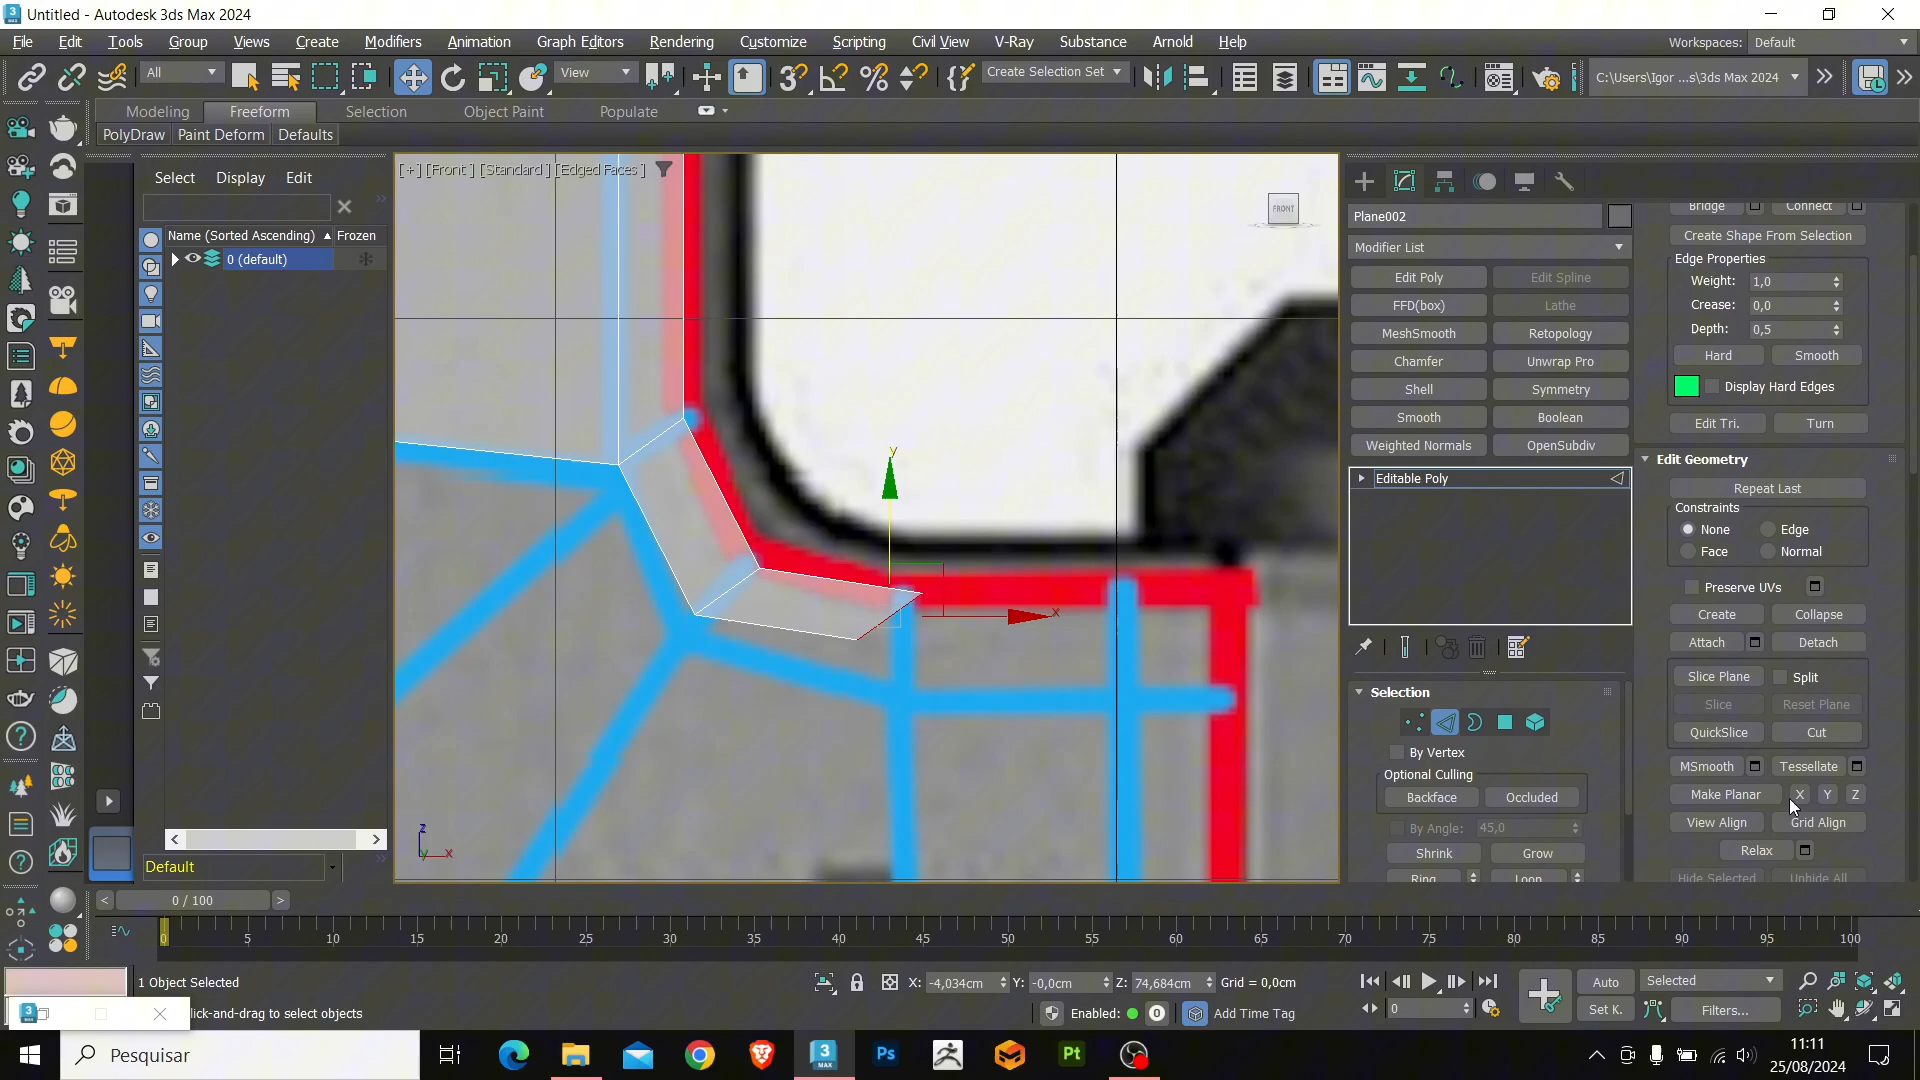 Untitled - Autodesk 3ds Max 2024
File Edit Tools Group Views Create Modifiers Animation Graph Editors Rendering Customize Scripting Civil View V-Ray Substance Arnold Help
Workspaces: Default
All
View
Create Selection Set
C:\Users\Igor ...s\3ds Max 2024
Modeling Freeform Selection Object Paint Populate
PolyDraw Paint Deform Defaults
Select Display Edit
Name (Sorted Ascending) Frozen
0 (default)
Default
[+] [Front ] [Standard ] [Edged Faces ]
FRONT
y
x
z
y
x
Plane002
Modifier List
Edit Poly Edit Spline
FFD(box) Lathe
MeshSmooth Retopology
Chamfer Unwrap Pro
Shell Symmetry
Smooth Boolean
Weighted Normals OpenSubdiv
Editable Poly
Selection
By Vertex
Optional Culling
Backface Occluded
By Angle: 45,0
Shrink Grow
Ring Loop
Bridge Connect
Create Shape From Selection
Edge Properties
Weight: 1,0
Crease: 0,0
Depth: 0,5
Hard Smooth
Display Hard Edges
Edit Tri. Turn
Edit Geometry
Repeat Last
Constraints
None Edge
Face Normal
Preserve UVs
Create Collapse
Attach Detach
Slice Plane Split
Slice Reset Plane
QuickSlice Cut
MSmooth Tessellate
Make Planar X Y Z
View Align Grid Align
Relax
Hide Selected Unhide All
< 0 / 100 >
0 5 10 15 20 25 30 35 40 45 50 55 60 65 70 75 80 85 90 95 100
1 Object Selected
X: -4,034cm Y: -0,0cm Z: 74,684cm Grid = 0,0cm
Auto Selected
lick-and-drag to select objects
Enabled: 0 Add Time Tag
0
Set K. Filters...
Pesquisar
3
MAX
Ps
Pt
11:11
25/08/2024